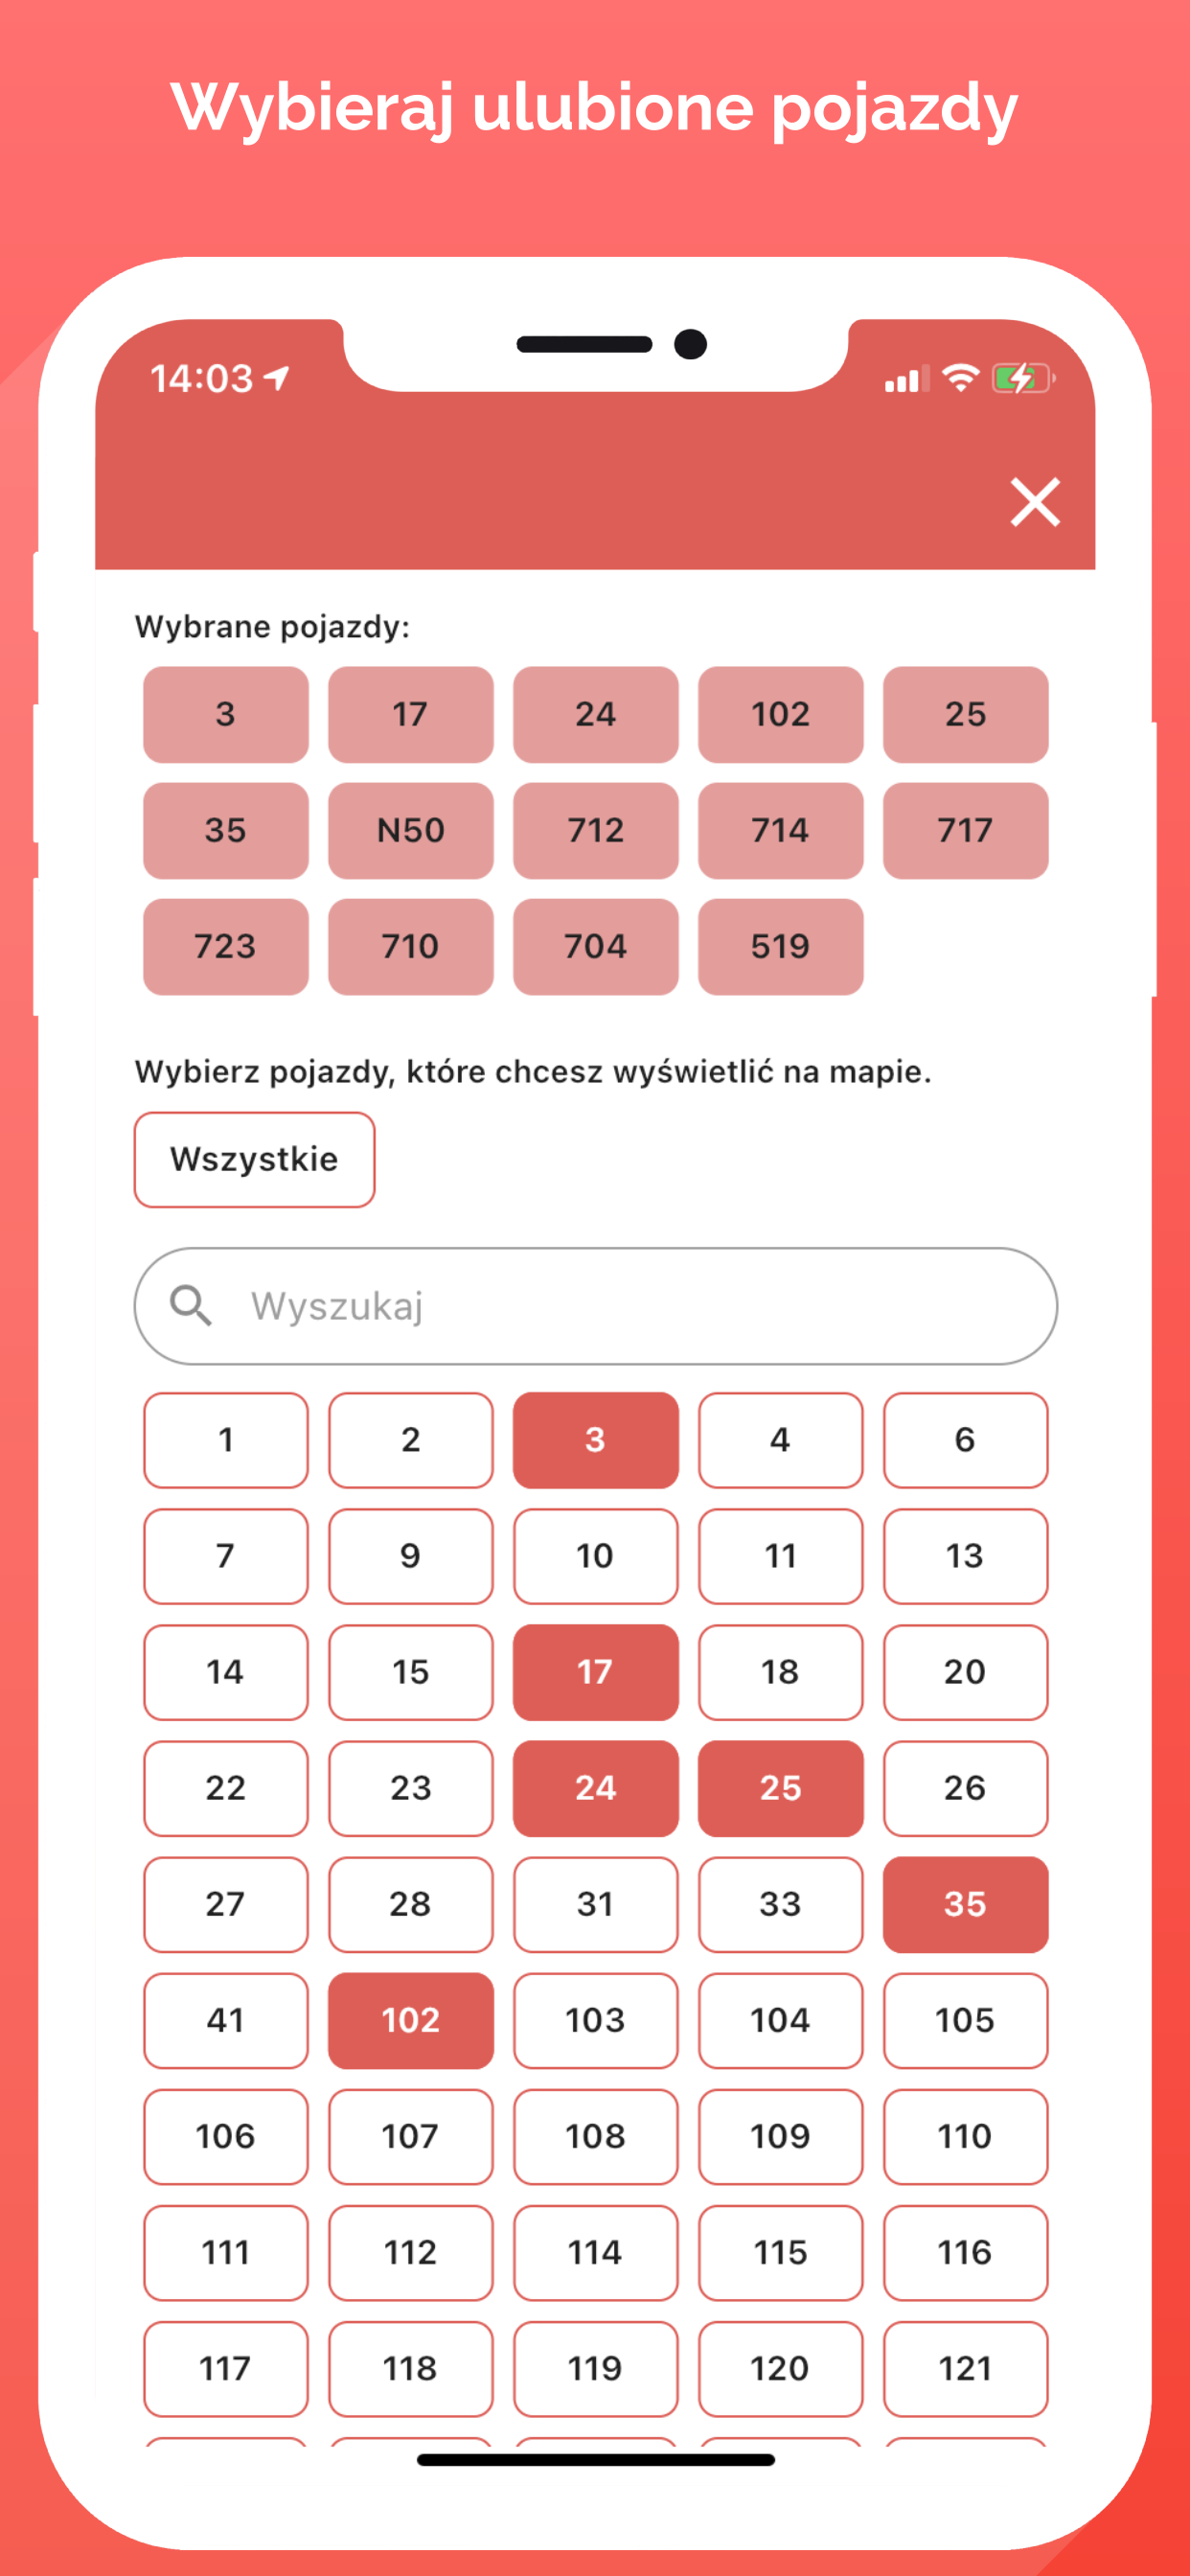 Wybieraj ulubione pojazdy
14:03
Wybrane pojazdy:
3 17 24 102 25
35 N50 712 714 717
723 710 704 519
Wybierz pojazdy, które chcesz wyświetlić na mapie.
Wszystkie
Wyszukaj
1 2 3 4 6
7 9 10 11 13
14 15 17 18 20
22 23 24 25 26
27 28 31 33 35
41 102 103 104 105
106 107 108 109 110
111 112 114 115 116
117 118 119 120 121